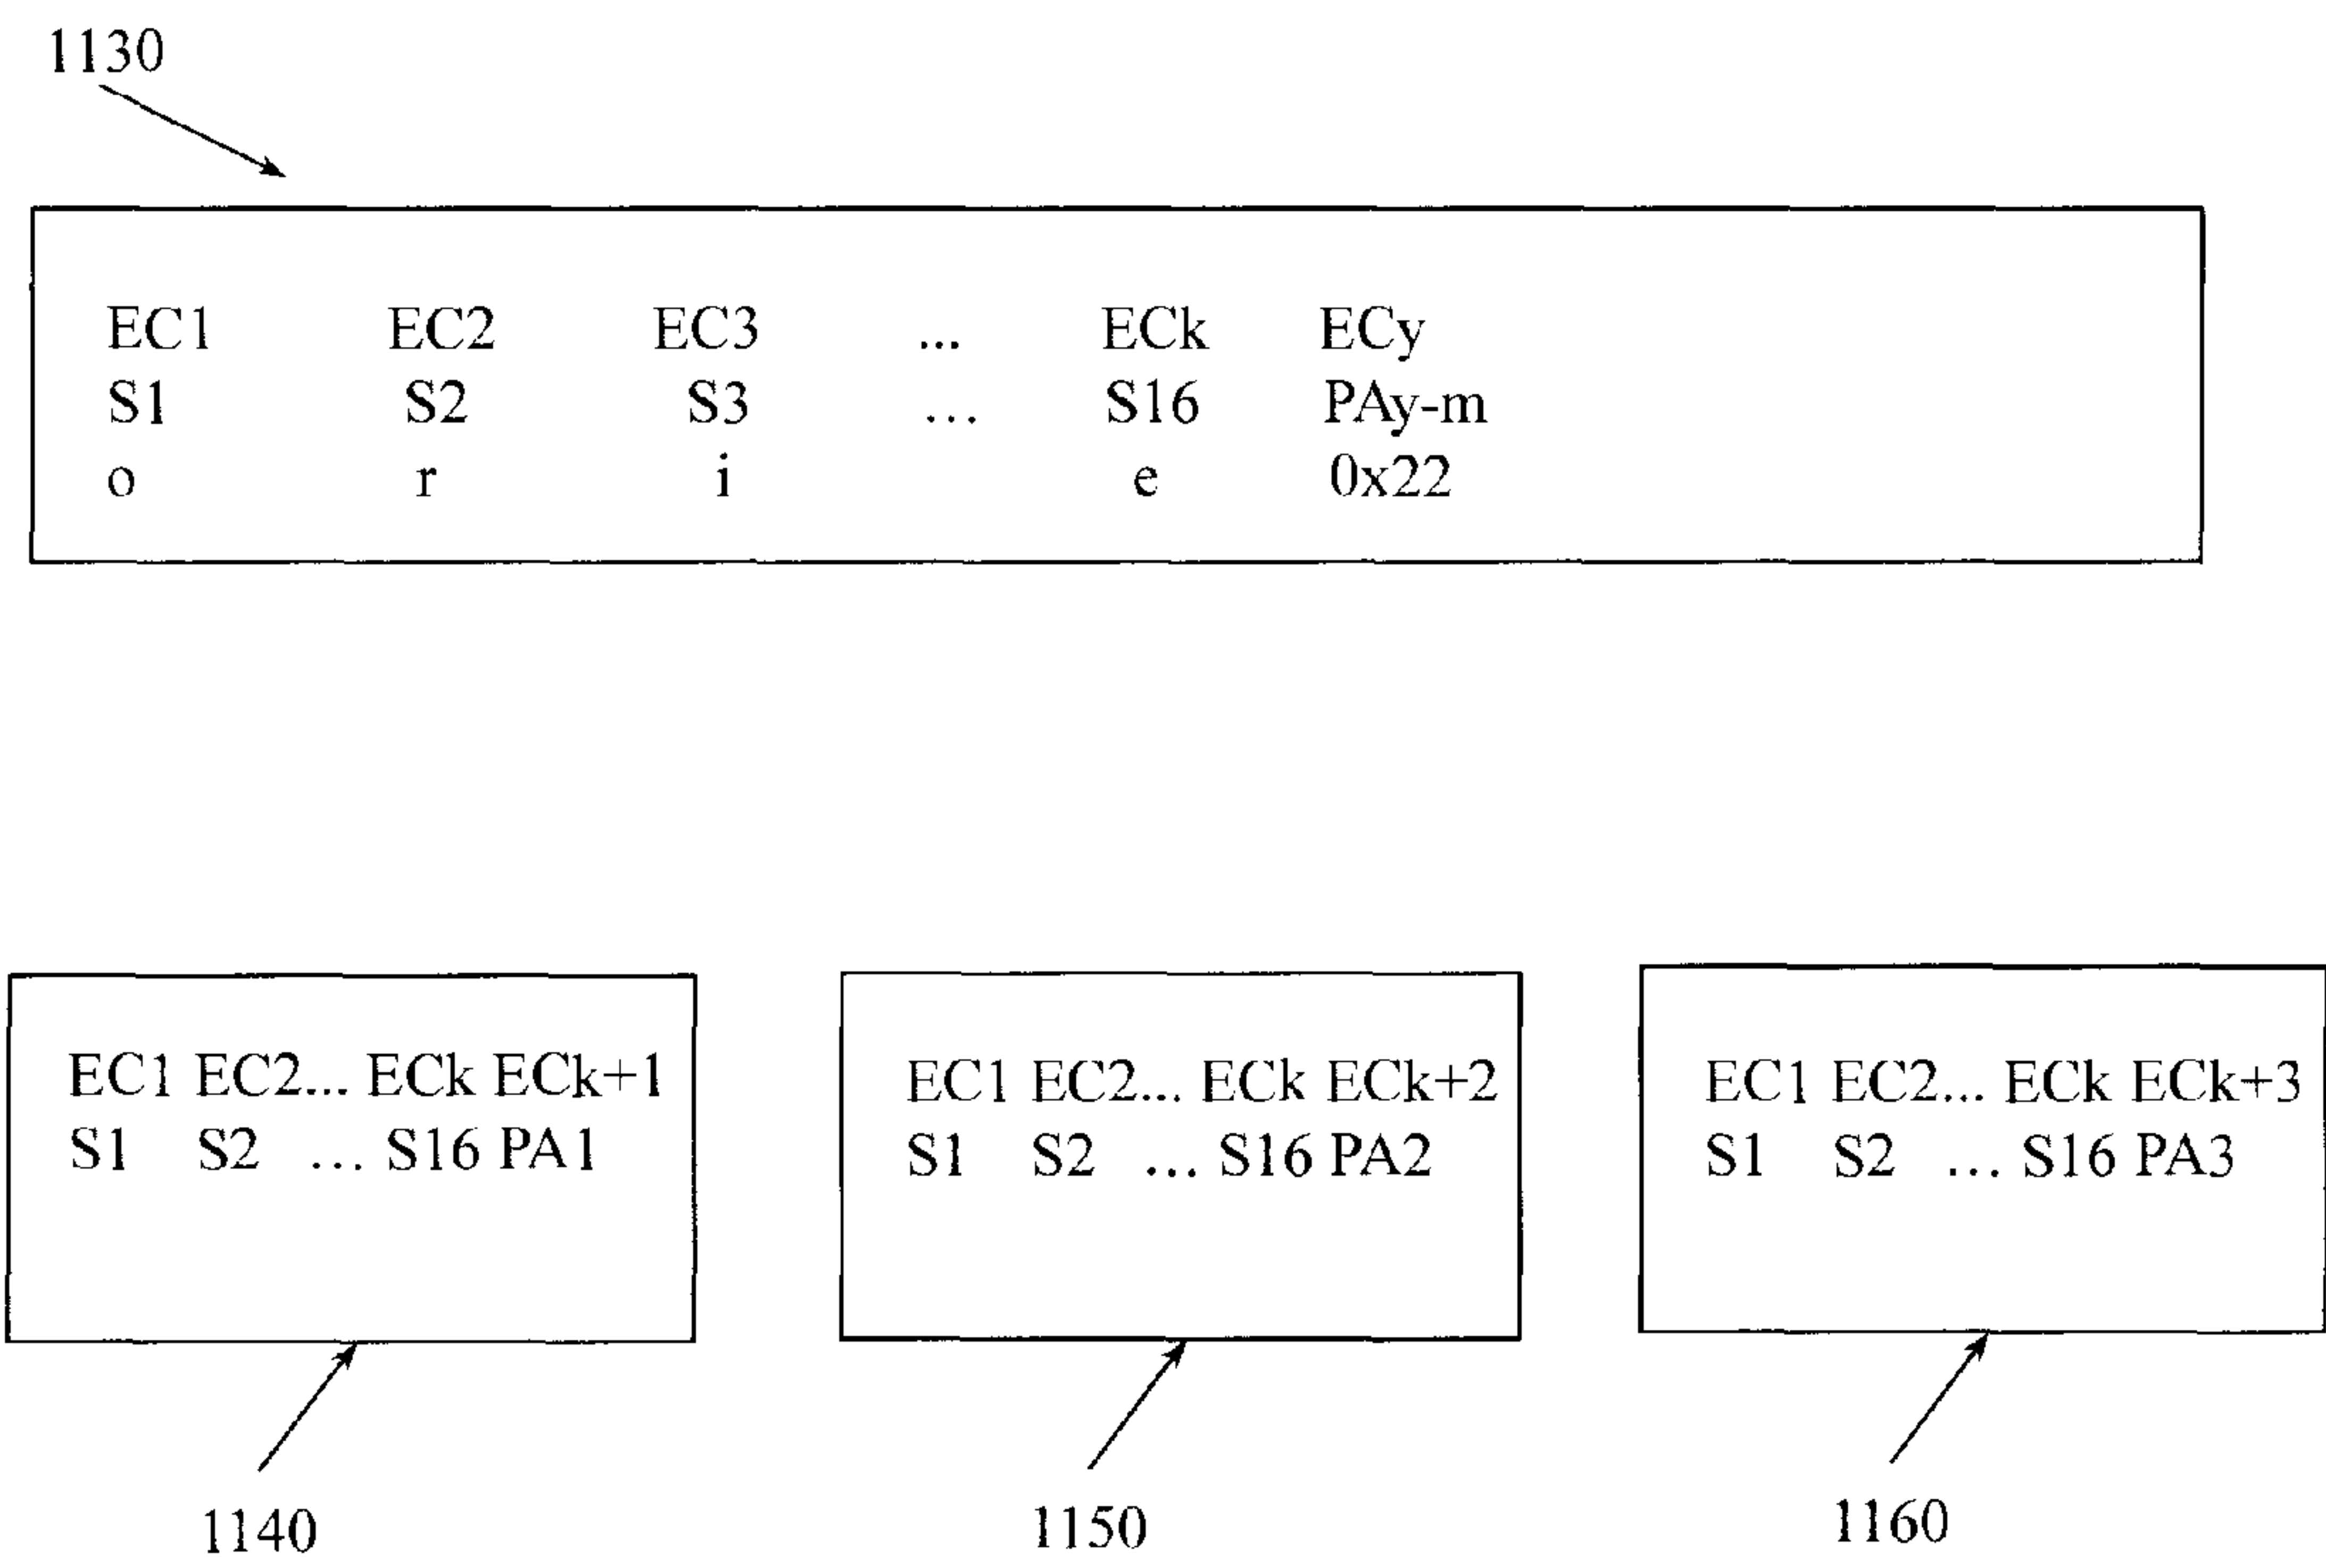 1130
EC1 EC2 EC3 ... ECk ECy
S1 S2 S3 ... S16 PAy-m
o r i e 0x22
EC1 EC2... ECk ECk+1
S1 S2 ... S16 PA1
EC1 EC2... ECk ECk+2
S1 S2 ... S16 PA2
EC1 EC2... ECk ECk+3
S1 S2 ... S16 PA3
1140
1150
1160